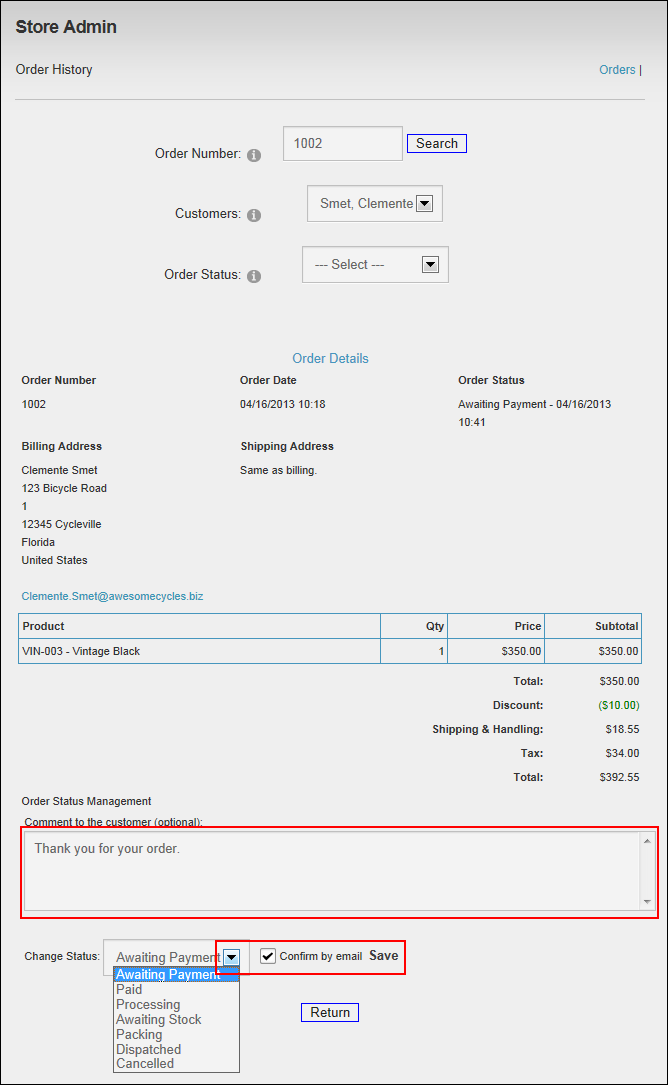 Store Admin
Order History
Orders |
Order Number:
1002
Search
Customers:
Smet, Clemente
Order Status:
--- Select ---
Order Details
Order Number Order Date Order Status
1002 04/16/2013 10:18 Awaiting Payment - 04/16/2013
10:41
Billing Address Shipping Address
Clemente Smet Same as billing.
123 Bicycle Road
1
12345 Cycleville
Florida
United States
Clemente.Smet@awesomecycles.biz
Product Qty Price Subtotal
VIN-003 - Vintage Black 1 $350.00 $350.00
Total: $350.00
Discount: ($10.00)
Shipping & Handling: $18.55
Tax: $34.00
Total: $392.55
Order Status Management
Comment to the customer (optional):
Thank you for your order.
Change Status: Awaiting Payment Confirm by email Save
Awaiting Payment
Paid
Processing
Awaiting Stock
Packing
Dispatched
Cancelled
Return